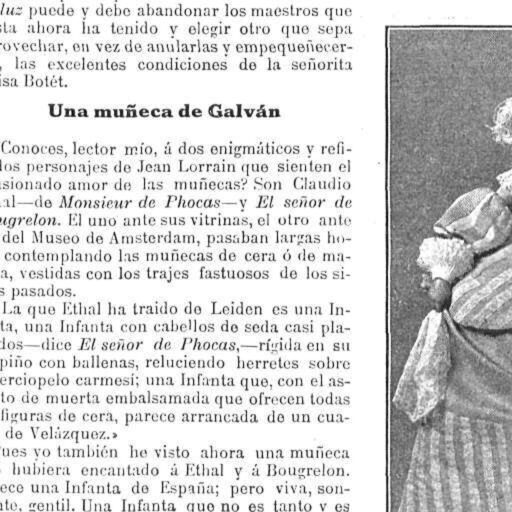 luz puede y debe abandonar los maestros que
sta ahora ha tenido y elegir otro que sepa
rovechar, en vez de anularlas y empequeñecer-
, las excelentes condiciones de la señorita
isa Botét.
Una muñeca de Galván
Conoces, lector mío, á dos enigmáticos y refi-
los personajes de Jean Lorrain que sienten el
sionado amor de las muñecas? Son Claudio
al—de Monsieur de Phocas—y El señor de
ugrelon. El uno ante sus vitrinas, el otro ante
del Museo de Amsterdam, pasaban largas ho-
contemplando las muñecas de cera ó de ma-
a, vestidas con los trajes fastuosos de los si-
s pasados.
La que Ethal ha traido de Leiden es una In-
ta, una Infanta con cabellos de seda casi pla-
dos—dice El señor de Phocas,—rígida en su
piño con ballenas, reluciendo herretes sobre
erciopelo carmesí; una Infanta que, con el as-
to de muerta embalsamada que ofrecen todas
figuras de cera, parece arrancada de un cua-
de Velázquez.»
ues yo también he visto ahora una muñeca
hubiera encantado á Ethal y á Bougrelon.
ece una Infanta de España; pero viva, son-
nte, gentil. Una Infanta que no es tanto y es